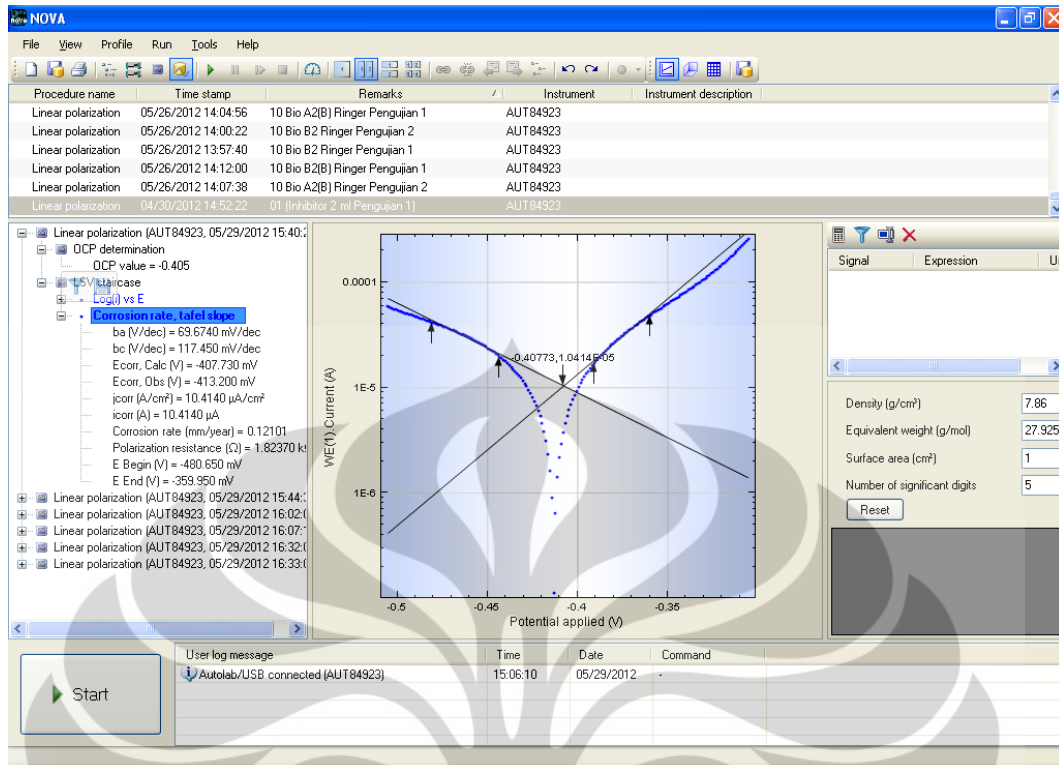 NOVA
File View Profile Run Tools Help
Procedure name Time stamp Remarks Instrument Instrument description
Linear polarization 05/26/2012 14:04:56 10 Bio A2(B) Ringer Pengujian 1 AUT84923
Linear polarization 05/26/2012 14:00:22 10 Bio B2 Ringer Pengujian 2 AUT84923
Linear polarization 05/26/2012 13:57:40 10 Bio B2 Ringer Pengujian 1 AUT84923
Linear polarization 05/26/2012 14:12:00 10 Bio B2(B) Ringer Pengujian 1 AUT84923
Linear polarization 05/26/2012 14:07:38 10 Bio A2(B) Ringer Pengujian 2 AUT84923
Linear polarization 04/30/2012 14:52:22 01 (Inhibitor 2 ml Pengujian 1) AUT84923
Linear polarization (AUT84923, 05/29/2012 15:40:2
OCP determination
OCP value = -0.405
LSV staircase
Log(i) vs E
Corrosion rate, tafel slope
ba (V/dec) = 69.6740 mV/dec
bc (V/dec) = 117.450 mV/dec
Ecorr, Calc (V) = -407.730 mV
Ecorr, Obs (V) = -413.200 mV
jcorr (A/cm²) = 10.4140 µA/cm²
icorr (A) = 10.4140 µA
Corrosion rate (mm/year) = 0.12101
Polarization resistance (Ω) = 1.82370 k
E Begin (V) = -480.650 mV
E End (V) = -359.950 mV
Linear polarization (AUT84923, 05/29/2012 15:44:
Linear polarization (AUT84923, 05/29/2012 16:02:0
Linear polarization (AUT84923, 05/29/2012 16:07:
Linear polarization (AUT84923, 05/29/2012 16:32:0
Linear polarization (AUT84923, 05/29/2012 16:33:0
0.0001
1E-5
1E-6
WE(1).Current (A)
-0.40773,1.0414E-05
-0.5 -0.45 -0.4 -0.35
Potential applied (V)
Signal Expression U
Density (g/cm³) 7.86
Equivalent weight (g/mol) 27.925
Surface area (cm²) 1
Number of significant digits 5
Reset
Start
User log message Time Date Command
Autolab/USB connected (AUT84923) 15:06:10 05/29/2012 -